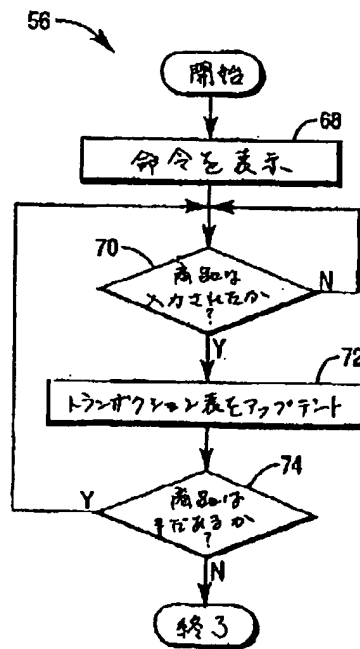 56
開始
68
命令を表示
70
商品は
入力されたか
?
N
Y
72
トランザクション表をアップデート
74
商品は
まだあるか
?
Y
N
終了